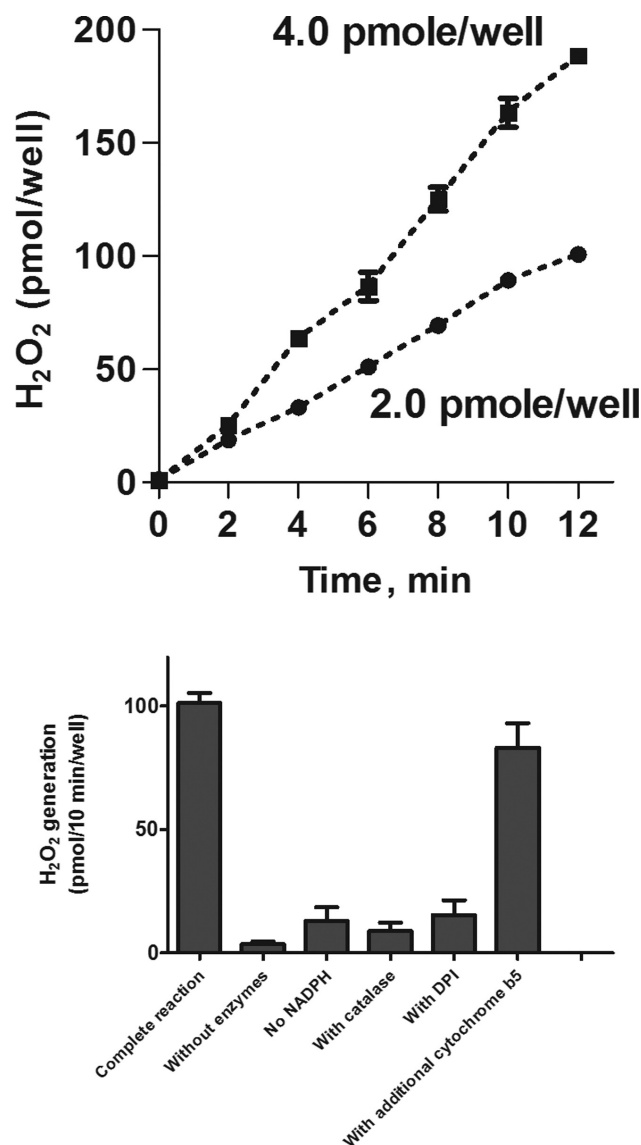 200
4.0 pmole/well
150
100
50
0
H₂O₂ (pmol/well)
2.0 pmole/well
0 2 4 6 8 10 12
Time, min
100
50
0
H₂O₂ generation
(pmol/10 min/well)
Complete reaction
Without enzymes
No NADPH
With catalase
With DPI
With additional cytochrome b5